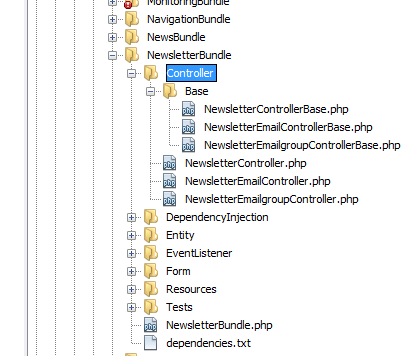 MonitoringBundle
NavigationBundle
NewsBundle
NewsletterBundle
Controller
Base
NewsletterControllerBase.php
NewsletterEmailControllerBase.php
NewsletterEmailgroupControllerBase.php
NewsletterController.php
NewsletterEmailController.php
NewsletterEmailgroupController.php
DependencyInjection
Entity
EventListener
Form
Resources
Tests
NewsletterBundle.php
dependencies.txt